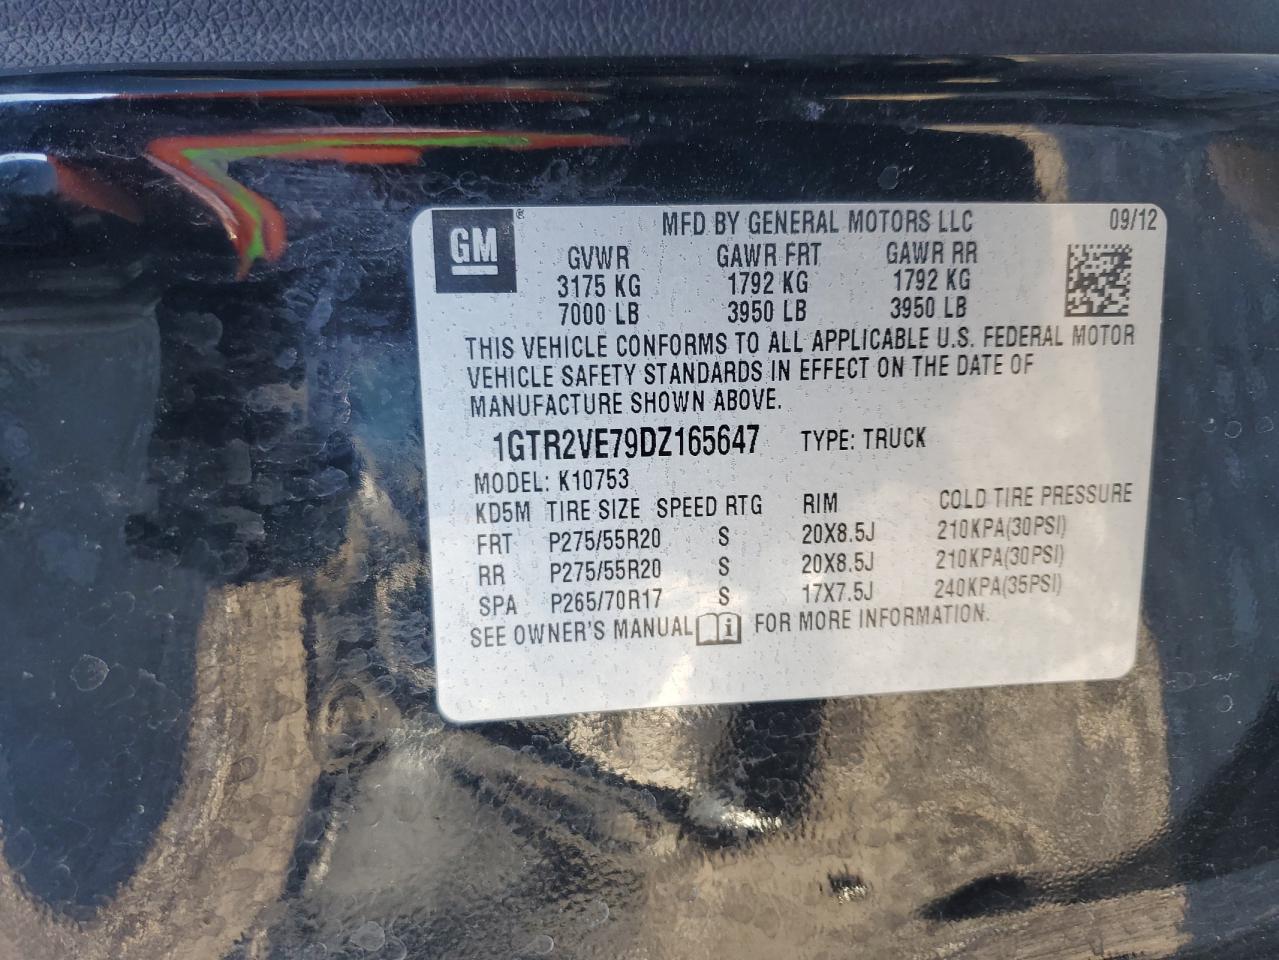 GM ® MFD BY GENERAL MOTORS LLC 09/12
GVWR GAWR FRT GAWR RR
3175 KG 1792 KG 1792 KG
7000 LB 3950 LB 3950 LB
THIS VEHICLE CONFORMS TO ALL APPLICABLE U.S. FEDERAL MOTOR
VEHICLE SAFETY STANDARDS IN EFFECT ON THE DATE OF
MANUFACTURE SHOWN ABOVE.
1GTR2VE79DZ165647 TYPE: TRUCK
MODEL: K10753
KD5M TIRE SIZE SPEED RTG RIM COLD TIRE PRESSURE
FRT P275/55R20 S 20X8.5J 210KPA(30PSI)
RR P275/55R20 S 20X8.5J 210KPA(30PSI)
SPA P265/70R17 S 17X7.5J 240KPA(35PSI)
SEE OWNER'S MANUAL i FOR MORE INFORMATION.